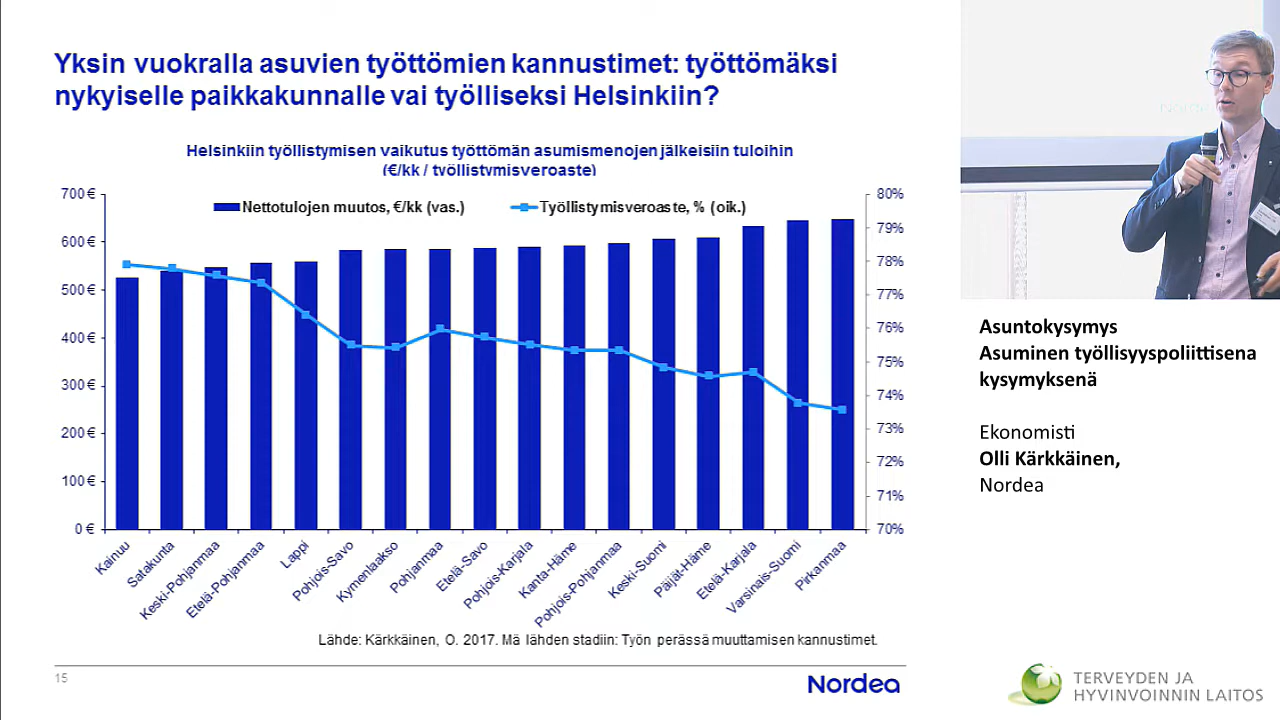 Yksin vuokralla asuvien työttömien kannustimet: työttömäksi
nykyiselle paikkakunnalle vai työlliseksi Helsinkiin?
Helsinkiin työllistymisen vaikutus työttömän asumismenojen jälkeisiin tuloihin
(€/kk / työllistymisveroaste)
Nettotulojen muutos, €/kk (vas.)
Työllistymisveroaste, % (oik.)
700 €
600 €
500 €
400 €
300 €
200 €
100 €
0 €
80%
79%
78%
77%
76%
75%
74%
73%
72%
71%
70%
Kainuu
Satakunta
Keski-Pohjanmaa
Etelä-Pohjanmaa
Lappi
Pohjois-Savo
Kymenlaakso
Pohjanmaa
Etelä-Savo
Pohjois-Karjala
Kanta-Häme
Pohjois-Pohjanmaa
Keski-Suomi
Päijät-Häme
Etelä-Karjala
Varsinais-Suomi
Pirkanmaa
Lähde: Kärkkäinen, O. 2017. Mä lähden stadiin: Työn perässä muuttamisen kannustimet.
15
Nordea
Asuntokysymys
Asuminen työllisyyspoliittisena
kysymyksenä
Ekonomisti
Olli Kärkkäinen,
Nordea
TERVEYDEN JA
HYVINVOINNIN LAITOS